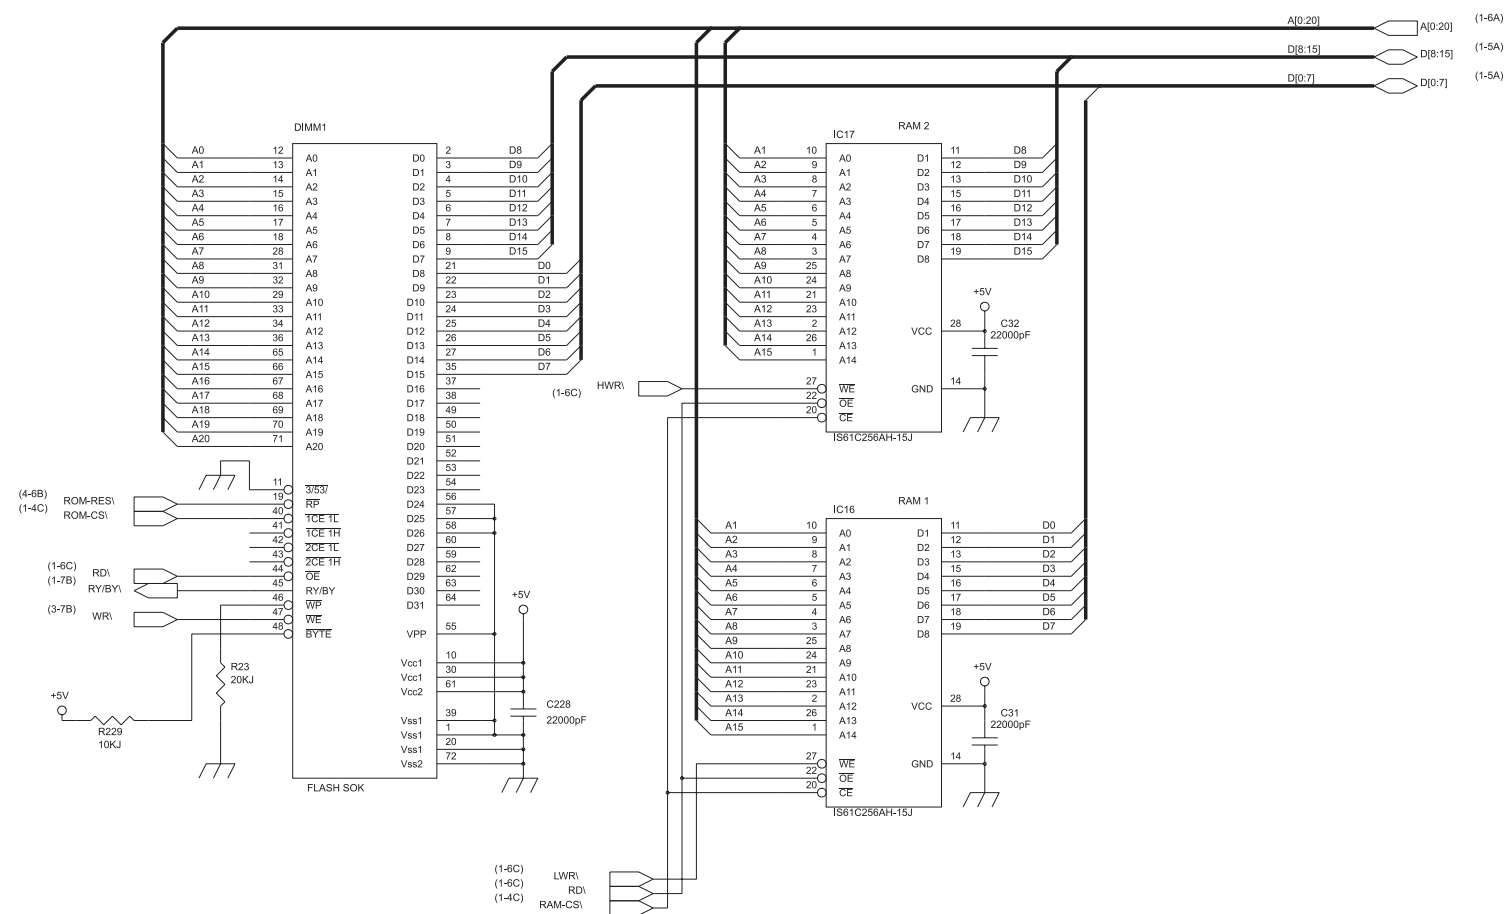 A[0:20] A[0:20] (1-6A)
D[8:15] D[8:15] (1-5A)
D[0:7] D[0:7] (1-5A)
DIMM1
A0 12 A0 D0 2 D8
A1 13 A1 D1 3 D9
A2 14 A2 D2 4 D10
A3 15 A3 D3 5 D11
A4 16 A4 D4 6 D12
A5 17 A5 D5 7 D13
A6 18 A6 D6 8 D14
A7 28 A7 D7 9 D15
A8 31 A8 D8 21 D0
A9 32 A9 D9 22 D1
A10 29 A10 D10 23 D2
A11 33 A11 D11 24 D3
A12 34 A12 D12 25 D4
A13 36 A13 D13 26 D5
A14 65 A14 D14 27 D6
A15 66 A15 D15 35 D7
A16 67 A16 D16 37
A17 68 A17 D17 38
A18 69 A18 D18 49
A19 70 A19 D19 50
A20 71 A20 D20 51
D21 52
D22 53
11 3/53/ D23 54
(4-6B) ROM-RES\ 19 RP D24 56
(1-4C) ROM-CS\ 40 1CE 1L D25 57
41 1CE 1H D26 58
42 2CE 1L D27 60
43 2CE 1H D28 59
(1-6C) RD\ 44 OE D29 62
(1-7B) RY/BY\ 45 RY/BY D30 63
46 WP D31 64
(3-7B) WR\ 47 WE
48 BYTE VPP 55
+5V
Vcc1 10
Vcc1 30
Vcc2 61
Vss1 39
Vss1 1
Vss1 20
Vss2 72
R23
20KJ
+5V
R229
10KJ
C228
22000pF
FLASH SOK
IC17 RAM 2
A1 10 A0 D1 11 D8
A2 9 A1 D2 12 D9
A3 8 A2 D3 13 D10
A4 7 A3 D4 15 D11
A5 6 A4 D5 16 D12
A6 5 A5 D6 17 D13
A7 4 A6 D7 18 D14
A8 3 A7 D8 19 D15
A9 25 A8
A10 24 A9
A11 21 A10
A12 23 A11
A13 2 A12 VCC 28
A14 26 A13
A15 1 A14
+5V
C32
22000pF
(1-6C) HWR\ 27 WE GND 14
22 OE
20 CE
IS61C256AH-15J
IC16 RAM 1
A1 10 A0 D1 11 D0
A2 9 A1 D2 12 D1
A3 8 A2 D3 13 D2
A4 7 A3 D4 15 D3
A5 6 A4 D5 16 D4
A6 5 A5 D6 17 D5
A7 4 A6 D7 18 D6
A8 3 A7 D8 19 D7
A9 25 A8
A10 24 A9
A11 21 A10
A12 23 A11
A13 2 A12 VCC 28
A14 26 A13
A15 1 A14
+5V
C31
22000pF
27 WE GND 14
22 OE
20 CE
IS61C256AH-15J
(1-6C) LWR\
(1-6C) RD\
(1-4C) RAM-CS\